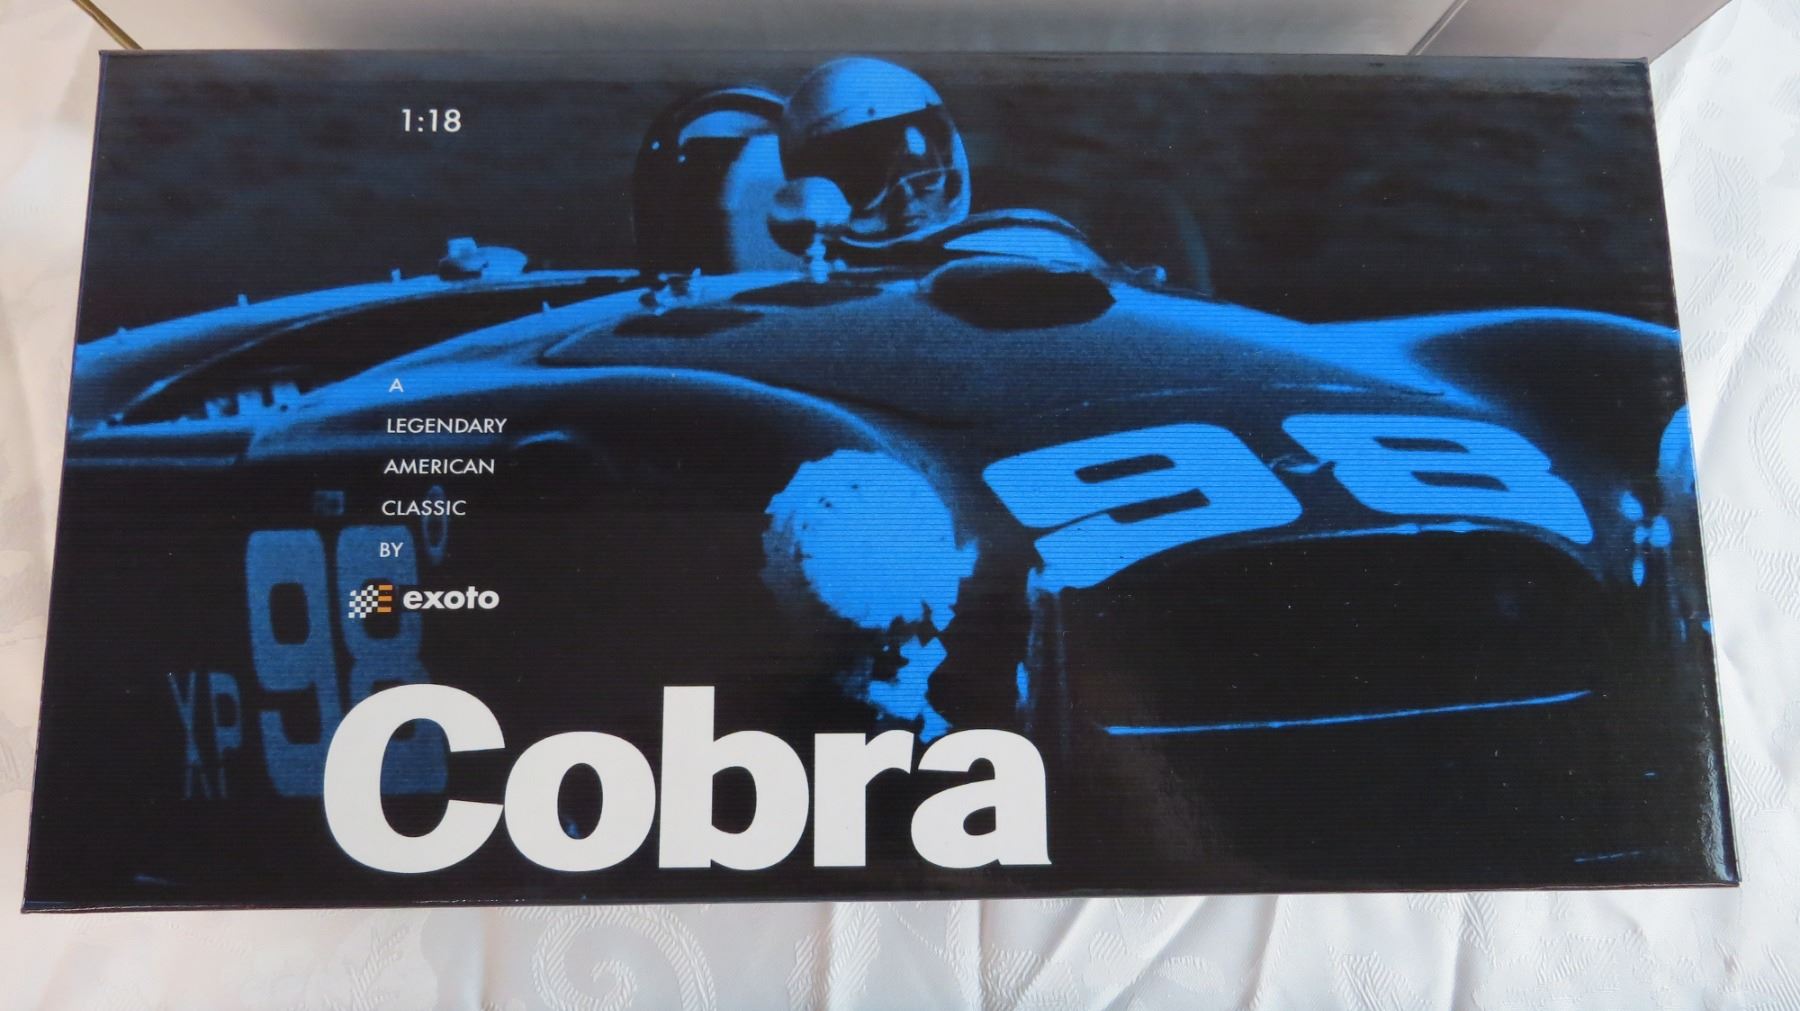 1:18
A
LEGENDARY
AMERICAN
CLASSIC
BY
exoto
98
98
XP
Cobra